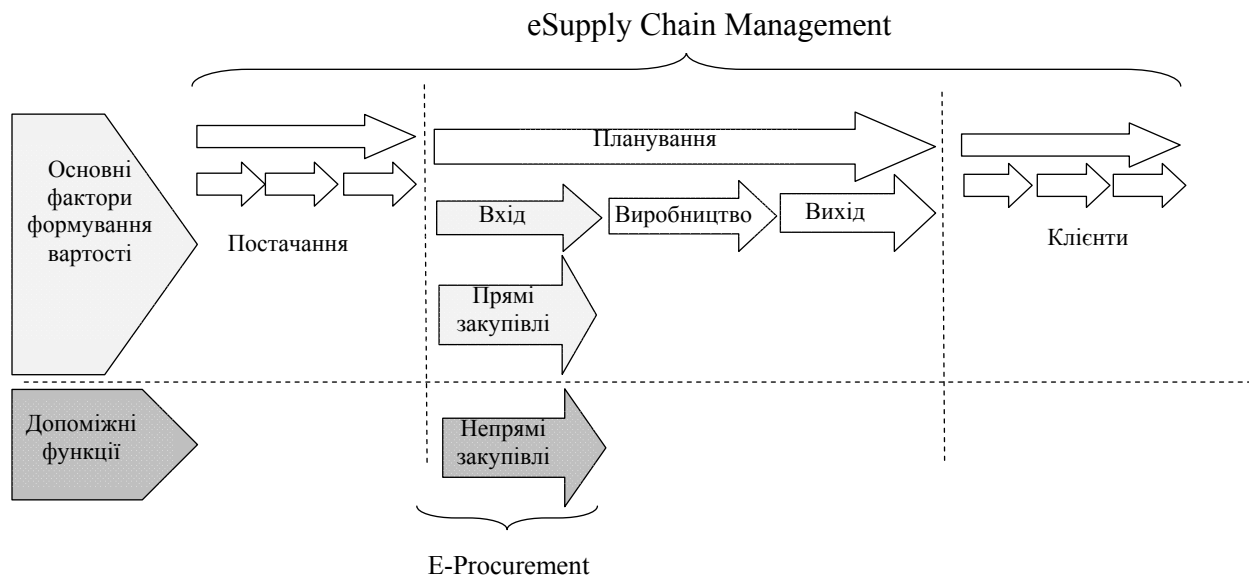 eSupply Chain Management
Основні
фактори
формування
вартості
Постачання
Планування
Вхід
Виробництво
Вихід
Клієнти
Прямі
закупівлі
Допоміжні
функції
Непрямі
закупівлі
E-Procurement